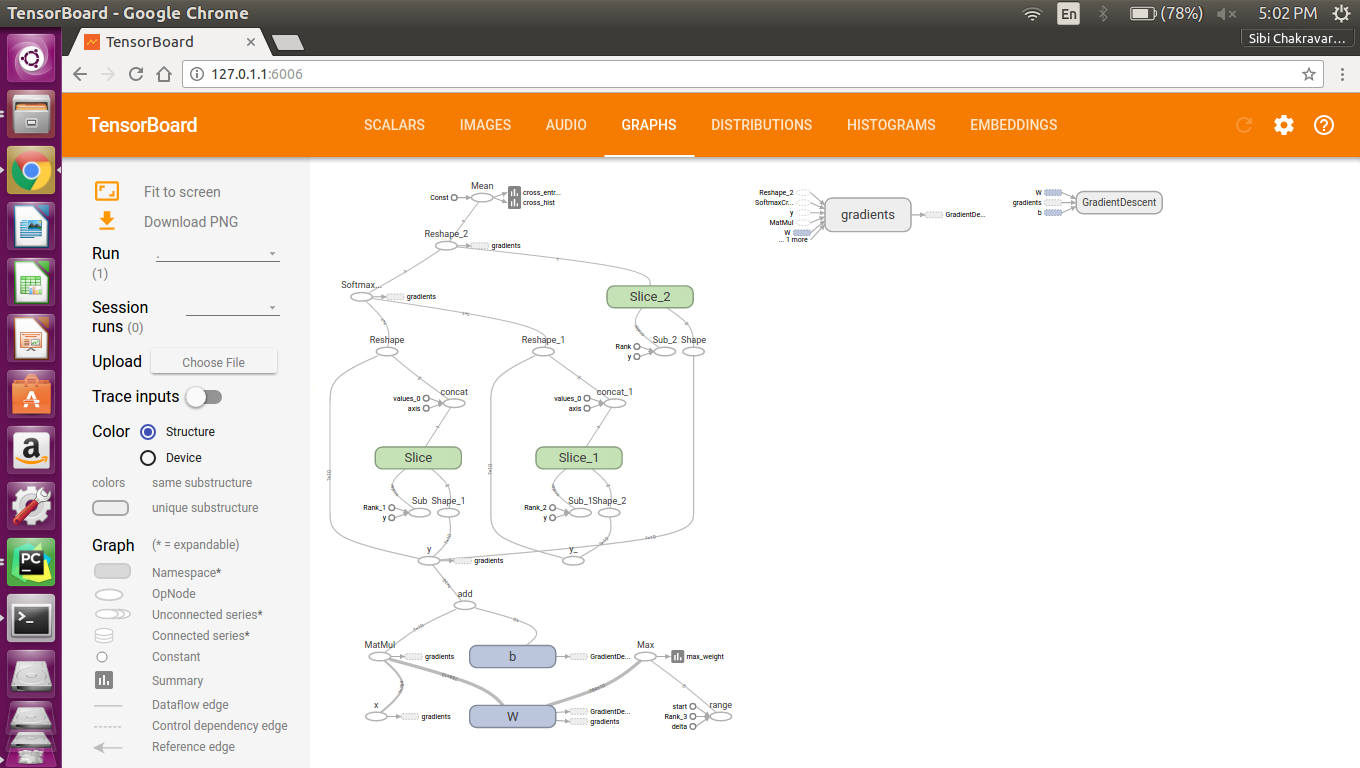 TensorBoard - Google Chrome
En
(78%)
5:02 PM
TensorBoard
Sibi Chakravar...
127.0.1.1:6006
TensorBoard
SCALARS
IMAGES
AUDIO
GRAPHS
DISTRIBUTIONS
HISTOGRAMS
EMBEDDINGS
Fit to screen
Download PNG
Run
(1)
.
Session
runs (0)
Upload
Choose File
Trace inputs
Color
Structure
Device
colors
same substructure
unique substructure
Graph
(* = expandable)
Namespace*
OpNode
Unconnected series*
Connected series*
Constant
Summary
Dataflow edge
Control dependency edge
Reference edge
Mean
Const
cross_entr...
cross_hist
Reshape_2
gradients
Softmax...
gradients
Slice_2
Reshape
Reshape_1
Rank
y
Sub_2
Shape
values_0
axis
concat
values_0
axis
concat_1
Slice
Slice_1
Rank_1
y
Sub
Shape_1
Rank_2
y
Sub_1
Shape_2
y
gradients
y_
add
MatMul
gradients
b
GradientDe...
Max
max_weight
x
gradients
W
GradientDe...
gradients
start
Rank_3
delta
range
Reshape_2
SoftmaxCr...
y
MatMul
W
... 1 more
gradients
GradientDe...
W
gradients
b
GradientDescent
PC